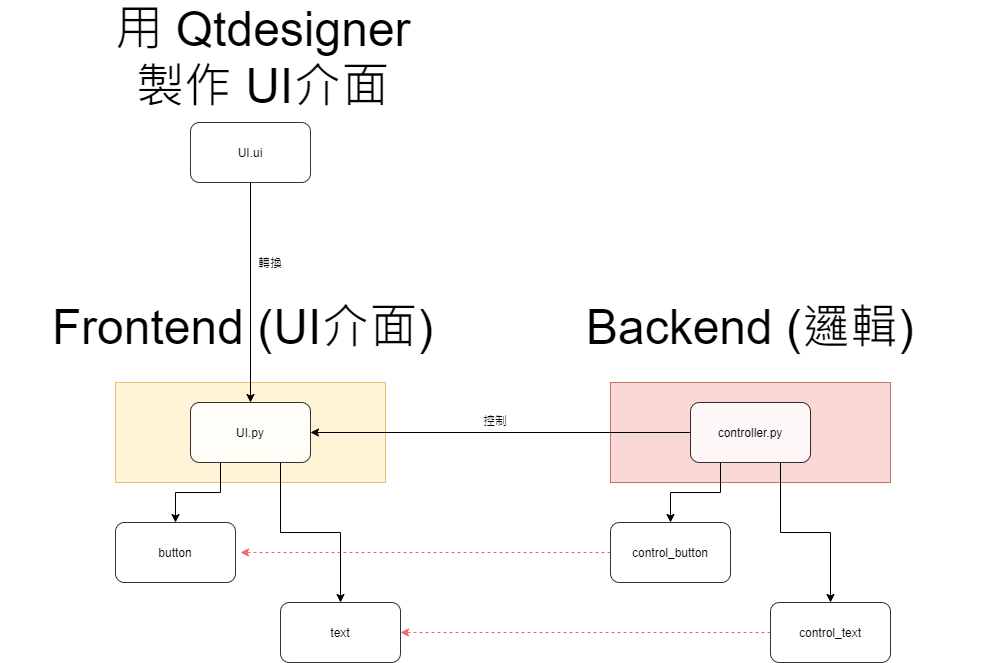 用 Qtdesigner
製作 UI介面
UI.ui
轉換
Frontend (UI介面)
Backend (邏輯)
UI.py
控制
controller.py
button
control_button
text
control_text